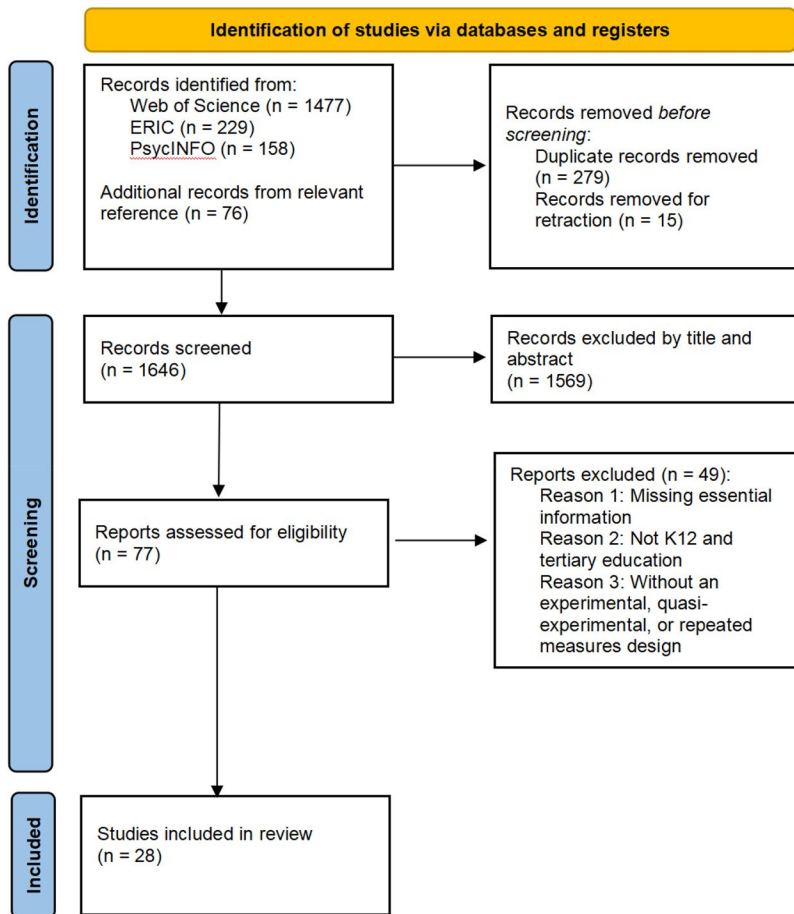 Identification of studies via databases and registers
Identification
Records identified from:
Web of Science (n = 1477)
ERIC (n = 229)
PsycINFO (n = 158)
Additional records from relevant
reference (n = 76)
Records removed before
screening:
Duplicate records removed
(n = 279)
Records removed for
retraction (n = 15)
Screening
Records screened
(n = 1646)
Records excluded by title and
abstract
(n = 1569)
Reports assessed for eligibility
(n = 77)
Reports excluded (n = 49):
Reason 1: Missing essential
information
Reason 2: Not K12 and
tertiary education
Reason 3: Without an
experimental, quasi-
experimental, or repeated
measures design
Included
Studies included in review
(n = 28)